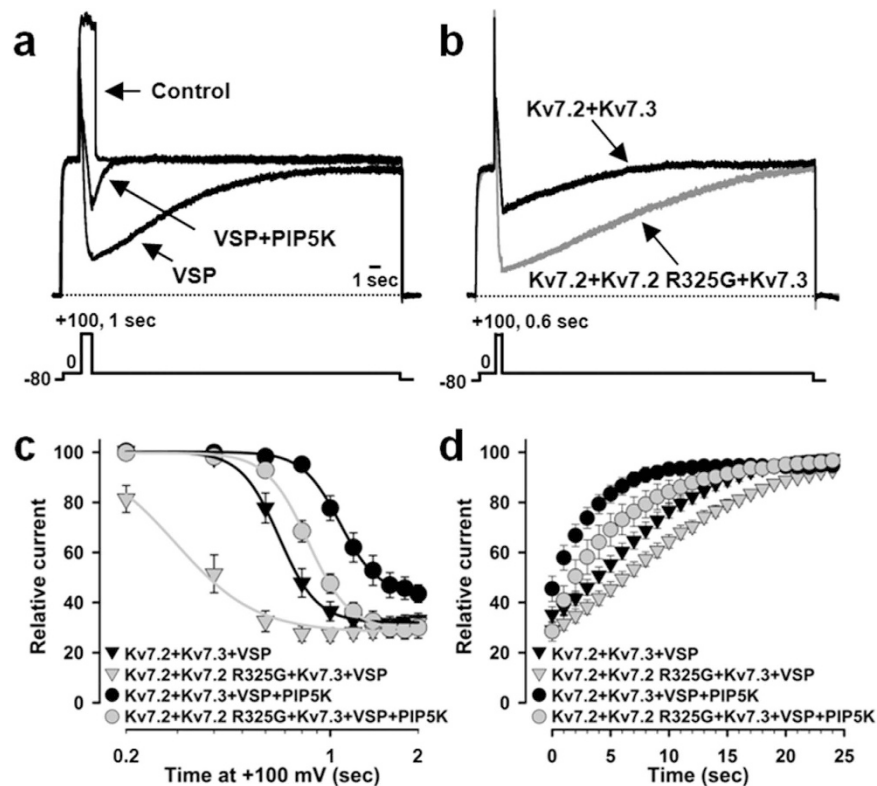 a
Control
VSP+PIP5K
VSP
1 sec
+100, 1 sec
0
-80
b
Kv7.2+Kv7.3
Kv7.2+Kv7.2 R325G+Kv7.3
+100, 0.6 sec
0
-80
c
Relative current
100
80
60
40
20
0
Kv7.2+Kv7.3+VSP
Kv7.2+Kv7.2 R325G+Kv7.3+VSP
Kv7.2+Kv7.3+VSP+PIP5K
Kv7.2+Kv7.2 R325G+Kv7.3+VSP+PIP5K
0.2 1 2
Time at +100 mV (sec)
d
Relative current
100
80
60
40
20
0
Kv7.2+Kv7.3+VSP
Kv7.2+Kv7.2 R325G+Kv7.3+VSP
Kv7.2+Kv7.3+VSP+PIP5K
Kv7.2+Kv7.2 R325G+Kv7.3+VSP+PIP5K
0 5 10 15 20 25
Time (sec)